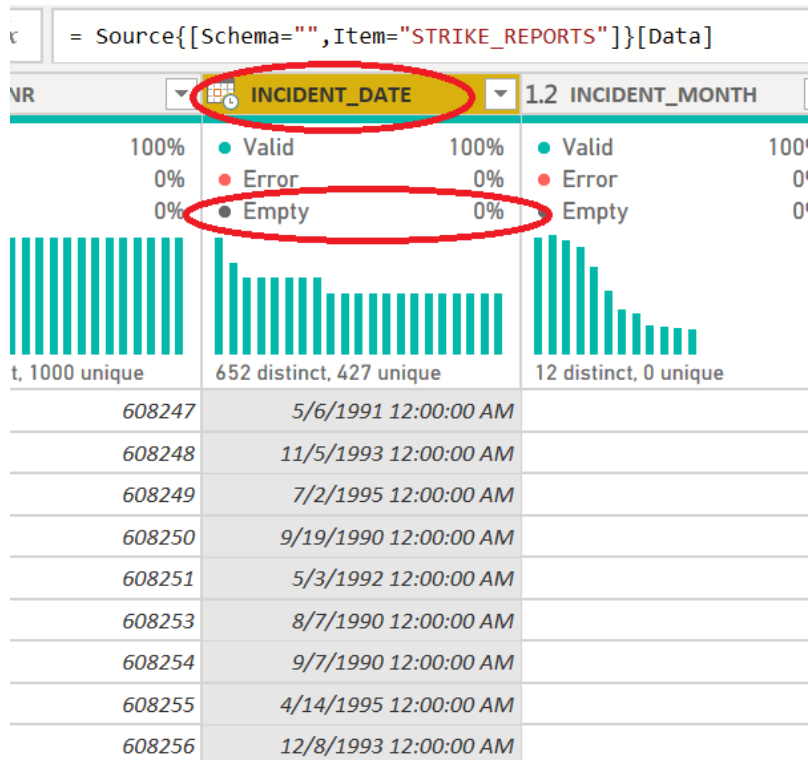 = Source{[Schema="",Item="STRIKE_REPORTS"]}[Data]
NR INCIDENT_DATE 1.2 INCIDENT_MONTH
100% Valid 100% Valid 100%
0% Error 0% Error 0%
0% Empty 0% Empty 0%
t, 1000 unique 652 distinct, 427 unique 12 distinct, 0 unique
608247 5/6/1991 12:00:00 AM
608248 11/5/1993 12:00:00 AM
608249 7/2/1995 12:00:00 AM
608250 9/19/1990 12:00:00 AM
608251 5/3/1992 12:00:00 AM
608253 8/7/1990 12:00:00 AM
608254 9/7/1990 12:00:00 AM
608255 4/14/1995 12:00:00 AM
608256 12/8/1993 12:00:00 AM